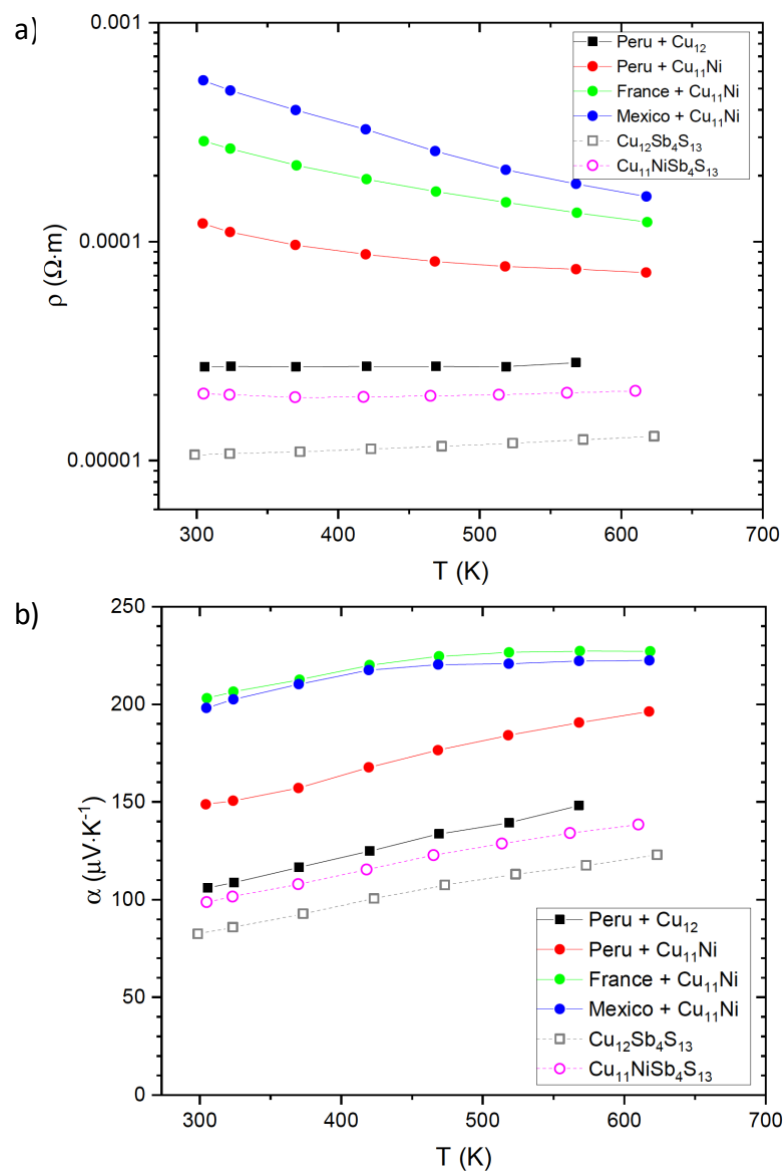 a)
0.001
0.0001
0.00001
ρ (Ω·m)
Peru + Cu₁₂
Peru + Cu₁₁Ni
France + Cu₁₁Ni
Mexico + Cu₁₁Ni
Cu₁₂Sb₄S₁₃
Cu₁₁NiSb₄S₁₃
300 400 500 600 700
T (K)
b)
250
200
150
100
50
0
α (µV·K⁻¹)
Peru + Cu₁₂
Peru + Cu₁₁Ni
France + Cu₁₁Ni
Mexico + Cu₁₁Ni
Cu₁₂Sb₄S₁₃
Cu₁₁NiSb₄S₁₃
300 400 500 600 700
T (K)